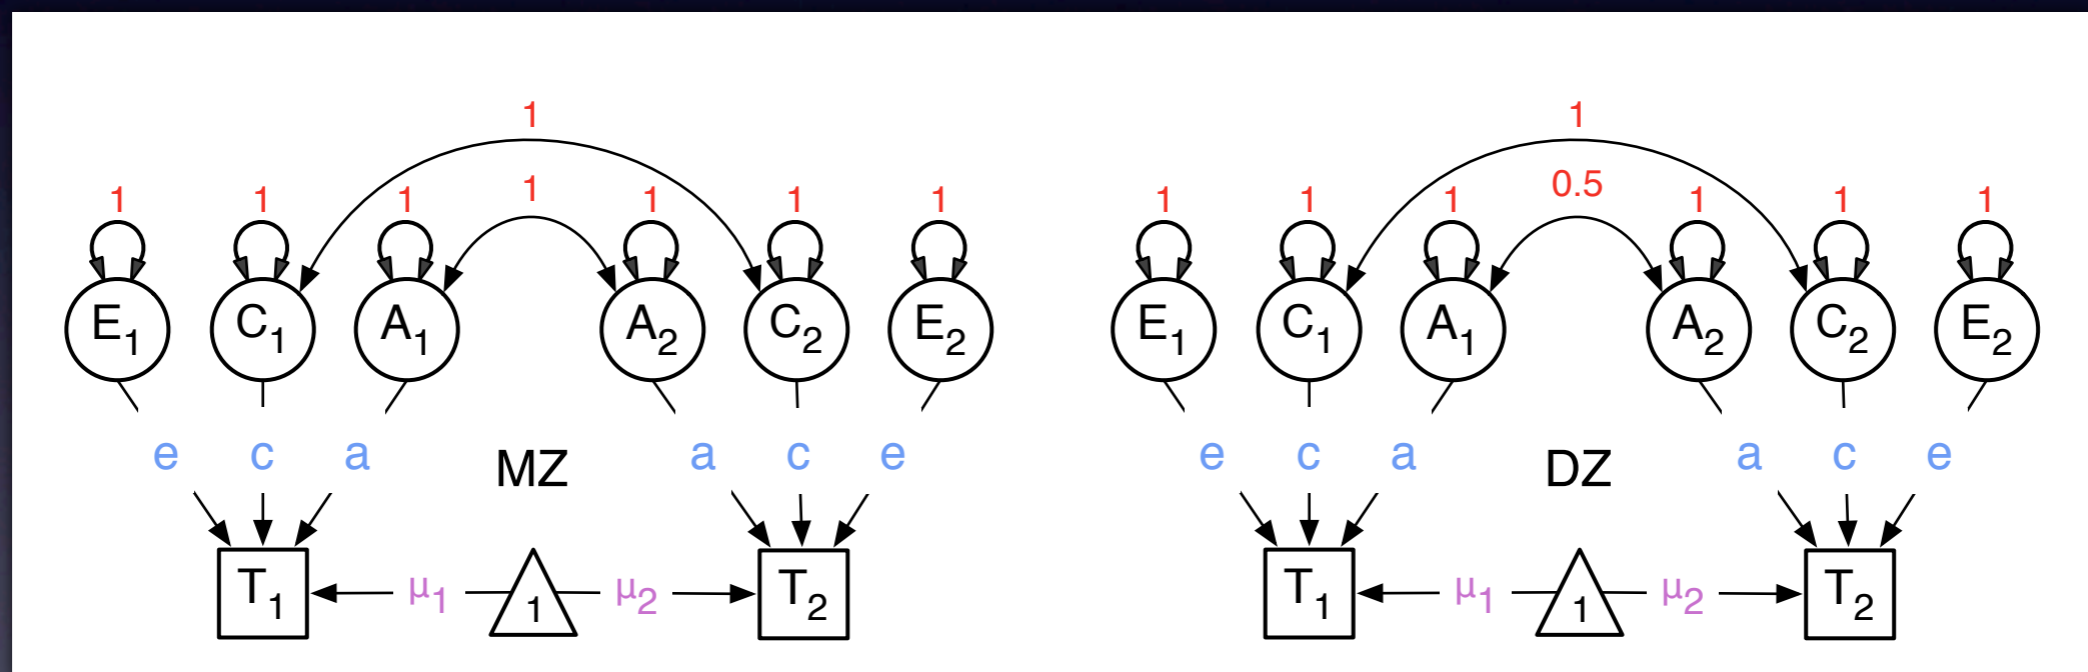 1 1
1 1 1 1 1 1 1 1 1 1 0.5 1 1 1
E₁ C₁ A₁ A₂ C₂ E₂ E₁ C₁ A₁ A₂ C₂ E₂
e c a MZ a c e e c a DZ a c e
T₁ μ₁ 1 μ₂ T₂ T₁ μ₁ 1 μ₂ T₂